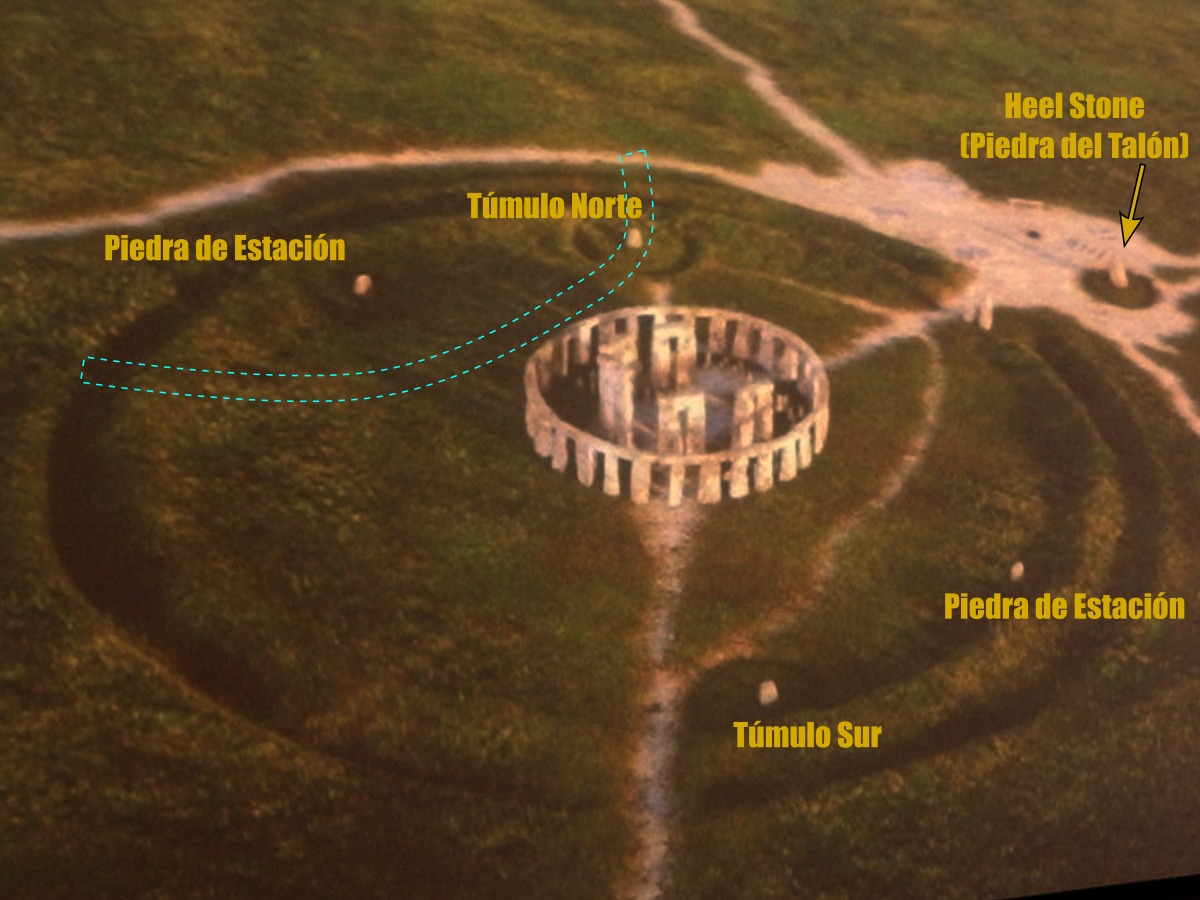 Heel Stone
(Piedra del Talón)
Túmulo Norte
Piedra de Estación
Piedra de Estación
Túmulo Sur